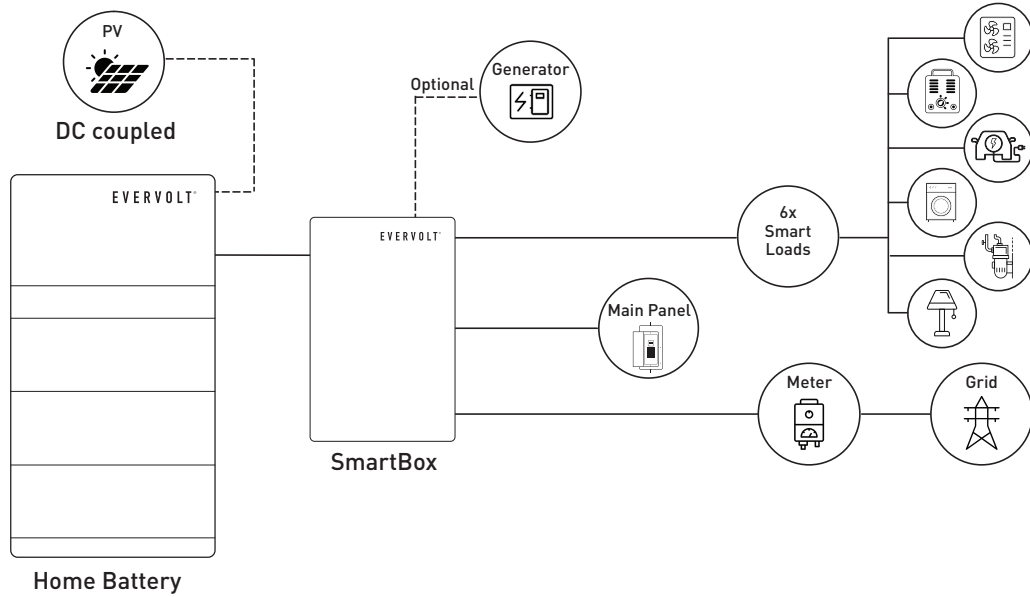 PV
DC coupled
Optional
Generator
EVERVOLT®
EVERVOLT®
6x
Smart
Loads
Main Panel
Meter
Grid
SmartBox
Home Battery